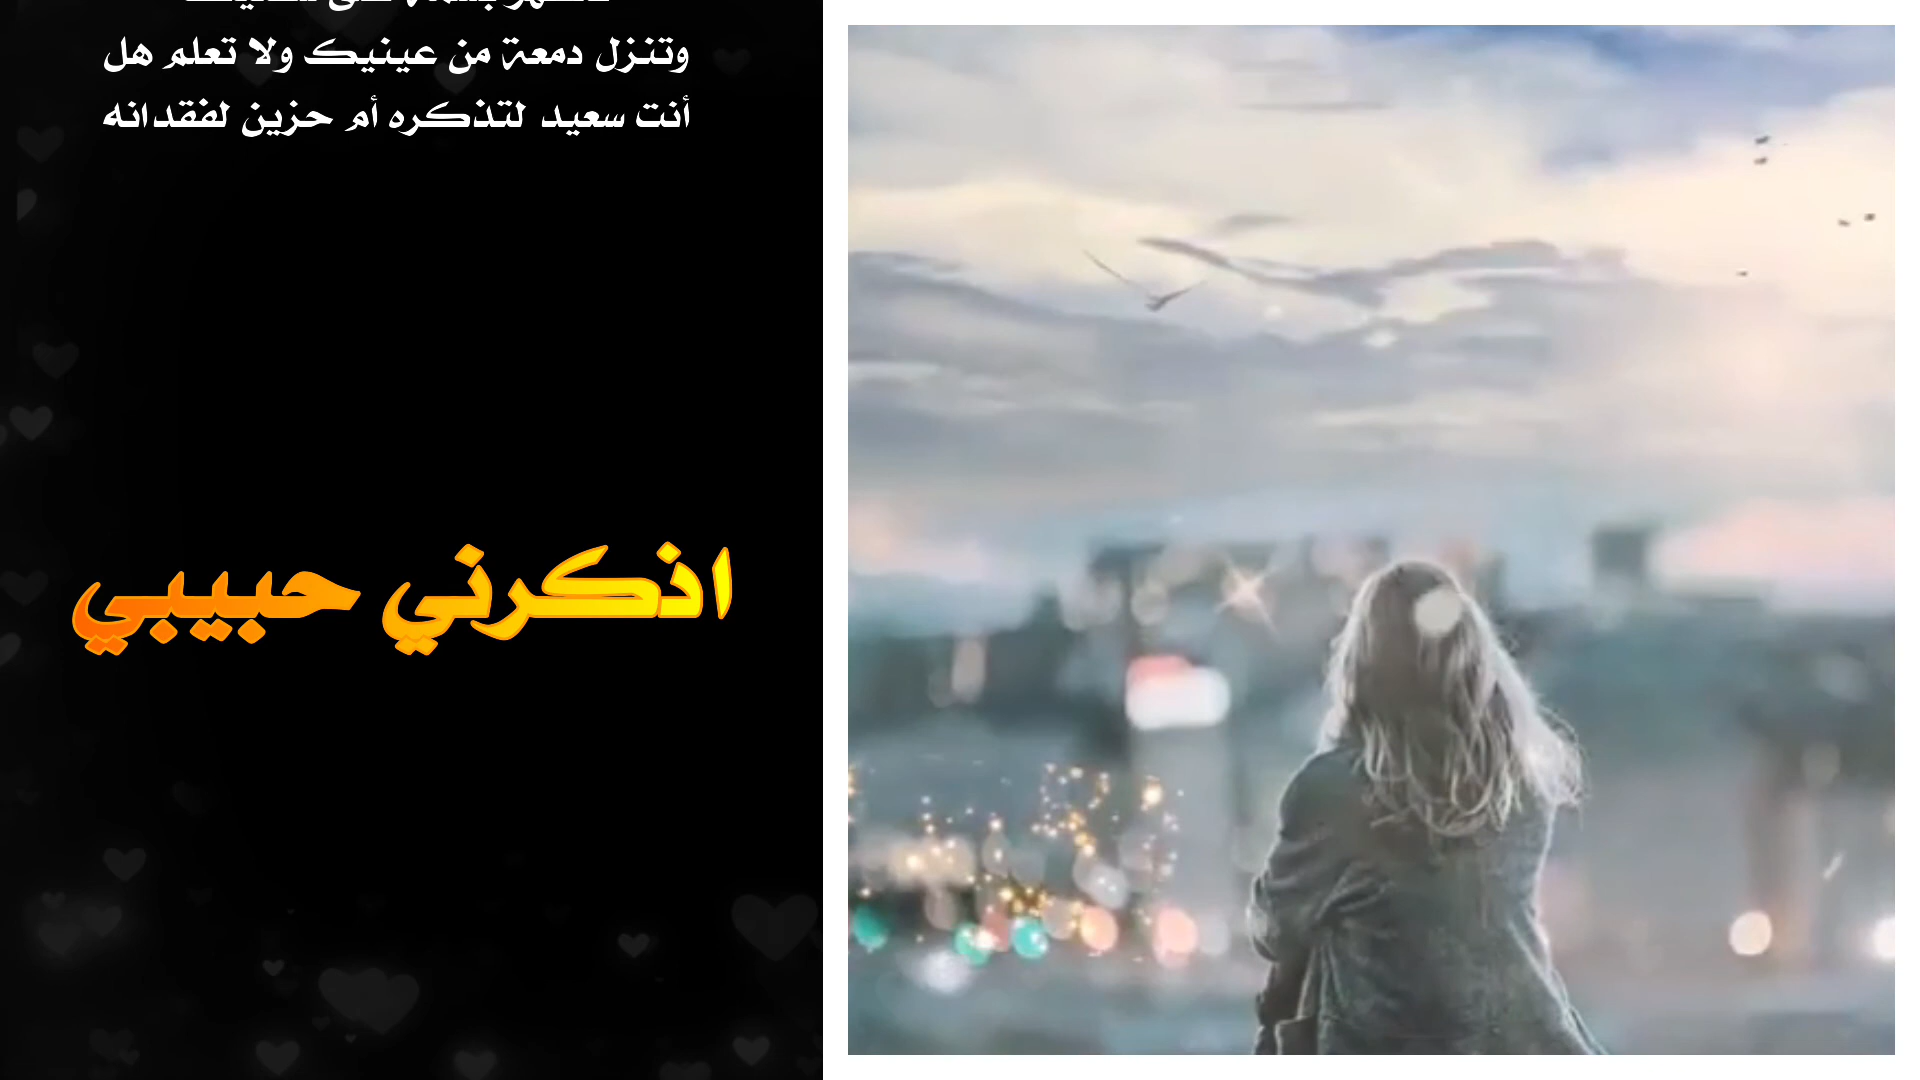 وتنزل دمعة من عينيك ولا تعلم هل
أنت سعيد لتذكره أم حزين لفقدانه
اذكرني حبيبي